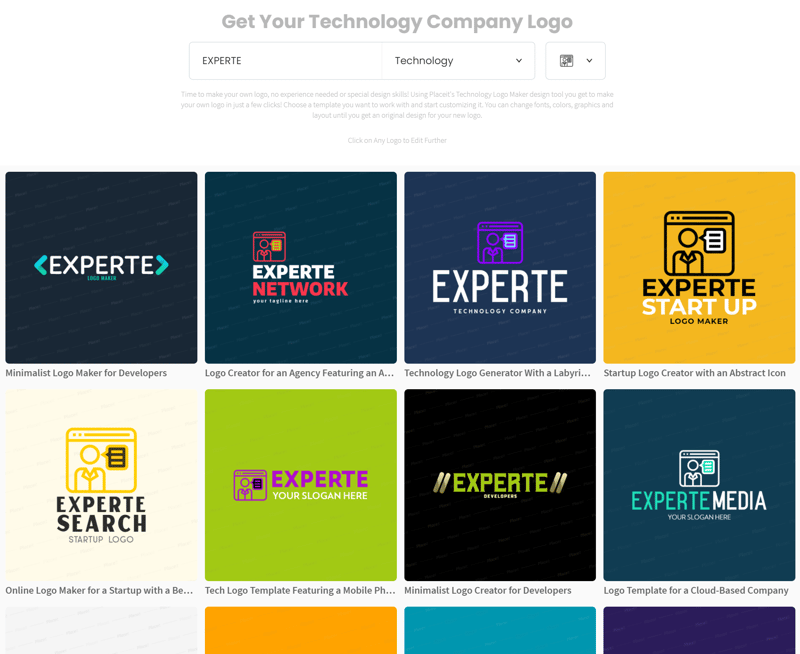 Get Your Technology Company Logo
EXPERTE
Technology
Time to make your own logo, no experience needed or special design skills! Using Placeit's Technology Logo Maker design tool you get to make
your own logo in just a few clicks! Choose a template you want to work with and start customizing it. You can change fonts, colors, graphics and
layout until you get an original design for your new logo.
Click on Any Logo to Edit Further
EXPERTE
LOGO MAKER
EXPERTE
NETWORK
your tagline here
EXPERTE
TECHNOLOGY COMPANY
EXPERTE
START UP
LOGO MAKER
Minimalist Logo Maker for Developers
Logo Creator for an Agency Featuring an A...
Technology Logo Generator With a Labyri...
Startup Logo Creator with an Abstract Icon
EXPERTE
SEARCH
STARTUP LOGO
EXPERTE
YOUR SLOGAN HERE
//EXPERTE//
DEVELOPERS
EXPERTEMEDIA
YOUR SLOGAN HERE
Online Logo Maker for a Startup with a Be...
Tech Logo Template Featuring a Mobile Ph...
Minimalist Logo Creator for Developers
Logo Template for a Cloud-Based Company